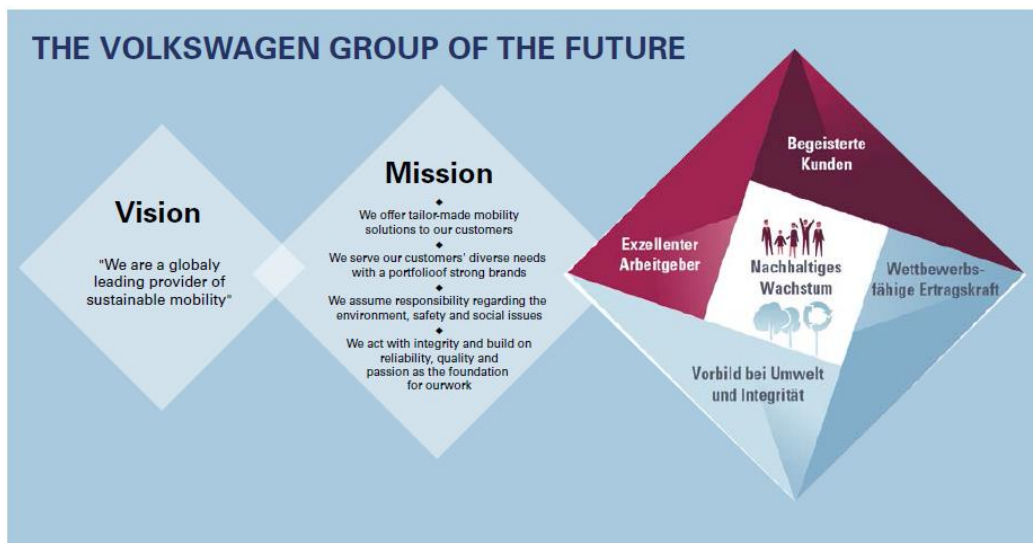 THE VOLKSWAGEN GROUP OF THE FUTURE
Vision
"We are a globaly
leading provider of
sustainable mobility"
Mission
We offer tailor-made mobility
solutions to our customers
We serve our customers' diverse needs
with a portfolioof strong brands
We assume responsibility regarding the
environment, safety and social issues
We act with integrity and build on
reliability, quality and
passion as the foundation
for ourwork
Begeisterte
Kunden
Exzellenter
Arbeitgeber
Nachhaltiges
Wachstum
Wettbewerbs-
fähige Ertragskraft
Vorbild bei Umwelt
und Integrität